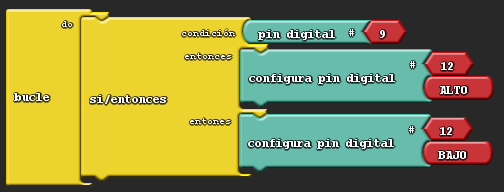 do
condición
pin digital # 9
entonces
# 12
configura pin digital
ALTO
bucle
si/entonces
entones
# 12
configura pin digital
BAJO